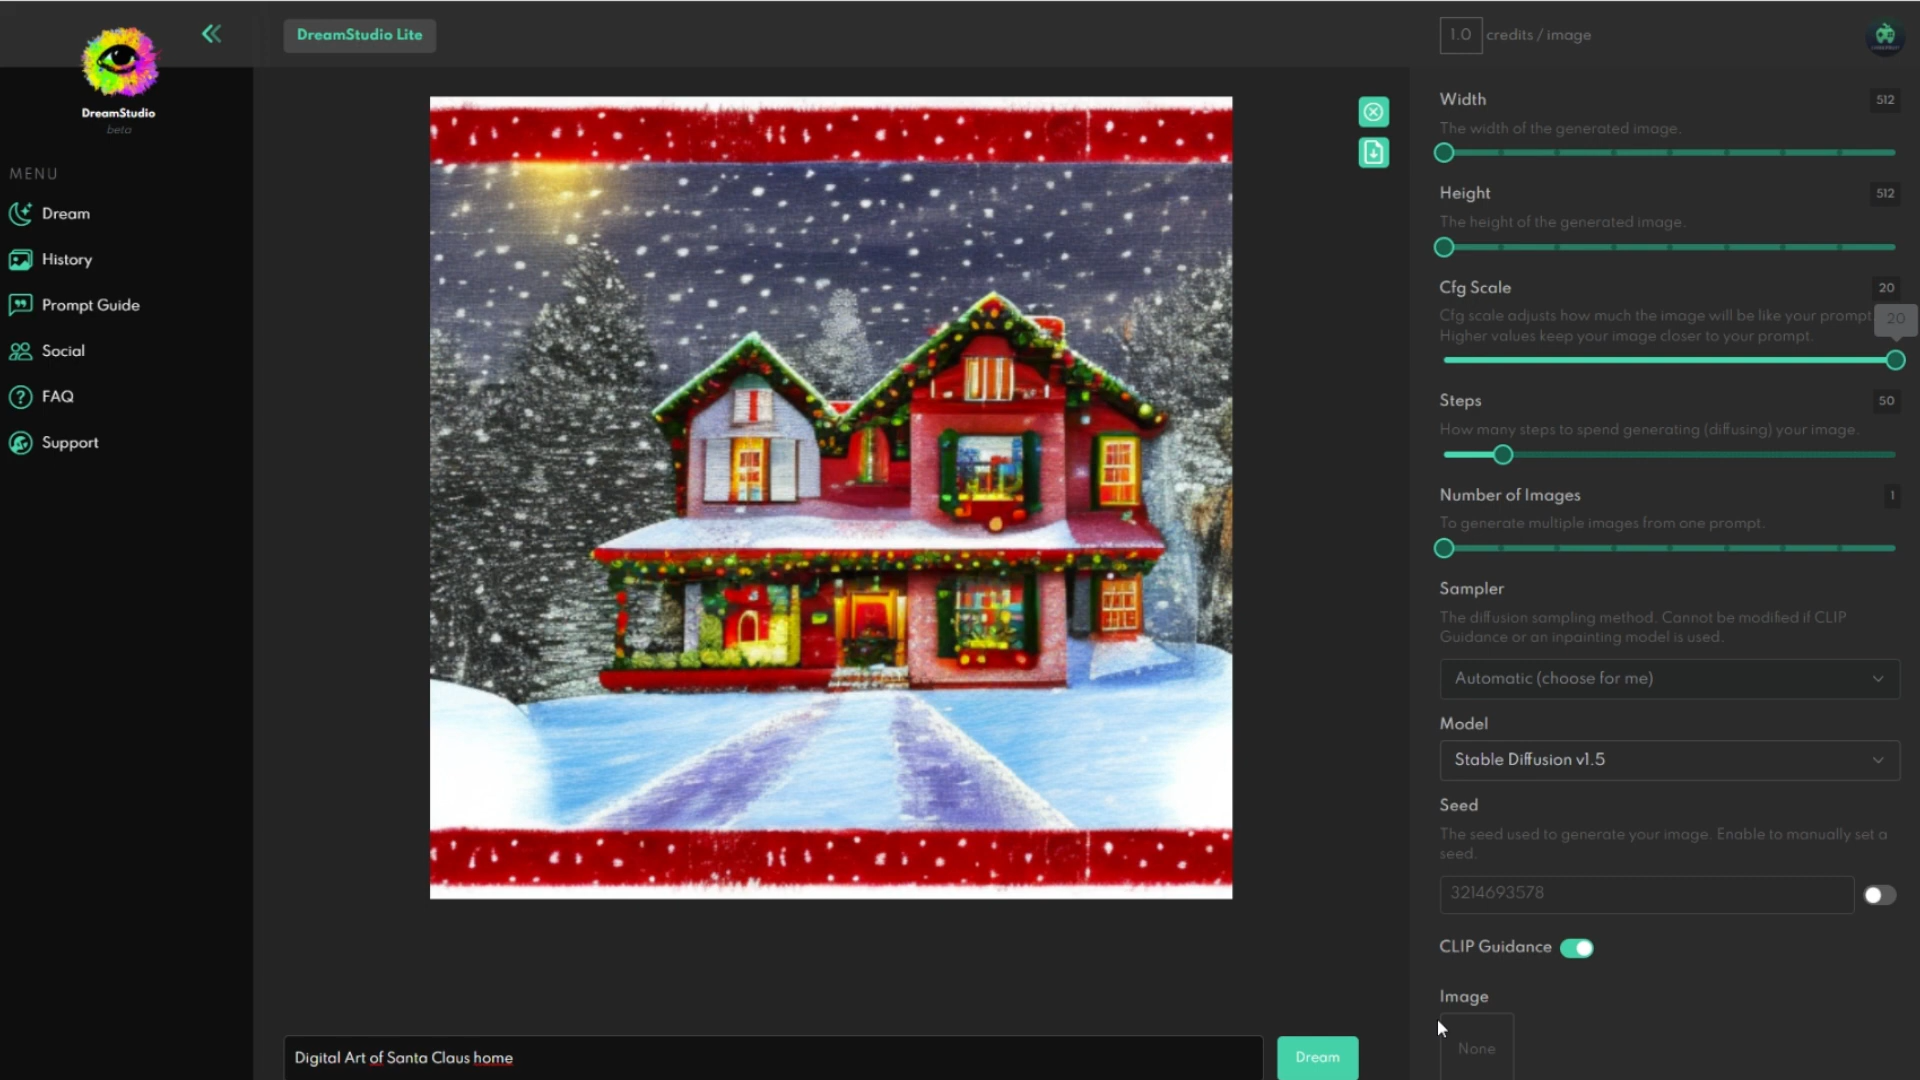 DreamStudio
beta
MENU
Dream
History
Prompt Guide
Social
FAQ
Support
DreamStudio Lite
Digital Art of Santa Claus home
Dream
1.0 credits / image
Width 512
The width of the generated image.
Height 512
The height of the generated image.
Cfg Scale 20
Cfg scale adjusts how much the image will be like your prompt
20
Higher values keep your image closer to your prompt.
Steps 50
How many steps to spend generating (diffusing) your image.
Number of Images 1
To generate multiple images from one prompt.
Sampler
The diffusion sampling method. Cannot be modified if CLIP
Guidance or an inpainting model is used.
Automatic (choose for me)
Model
Stable Diffusion v1.5
Seed
The seed used to generate your image. Enable to manually set a
seed.
3214693578
CLIP Guidance
Image
None